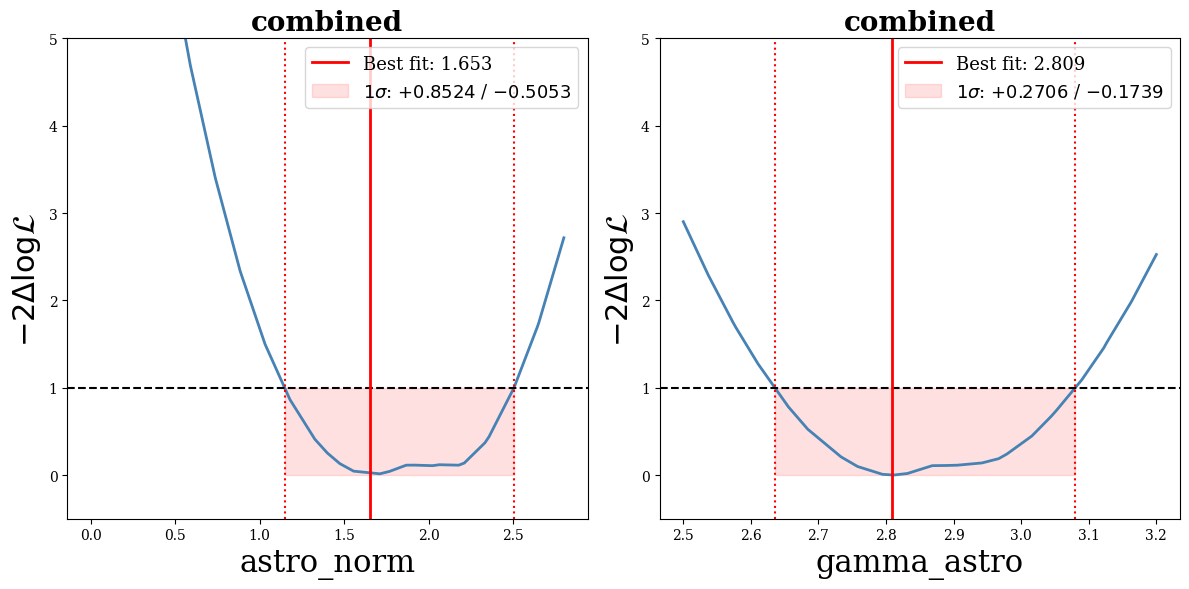 combined
5
4
3
2
1
0
−2Δlogℒ
0.0 0.5 1.0 1.5 2.0 2.5
astro_norm
Best fit: 1.653
1σ: +0.8524 / −0.5053
combined
5
4
3
2
1
0
−2Δlogℒ
2.5 2.6 2.7 2.8 2.9 3.0 3.1 3.2
gamma_astro
Best fit: 2.809
1σ: +0.2706 / −0.1739